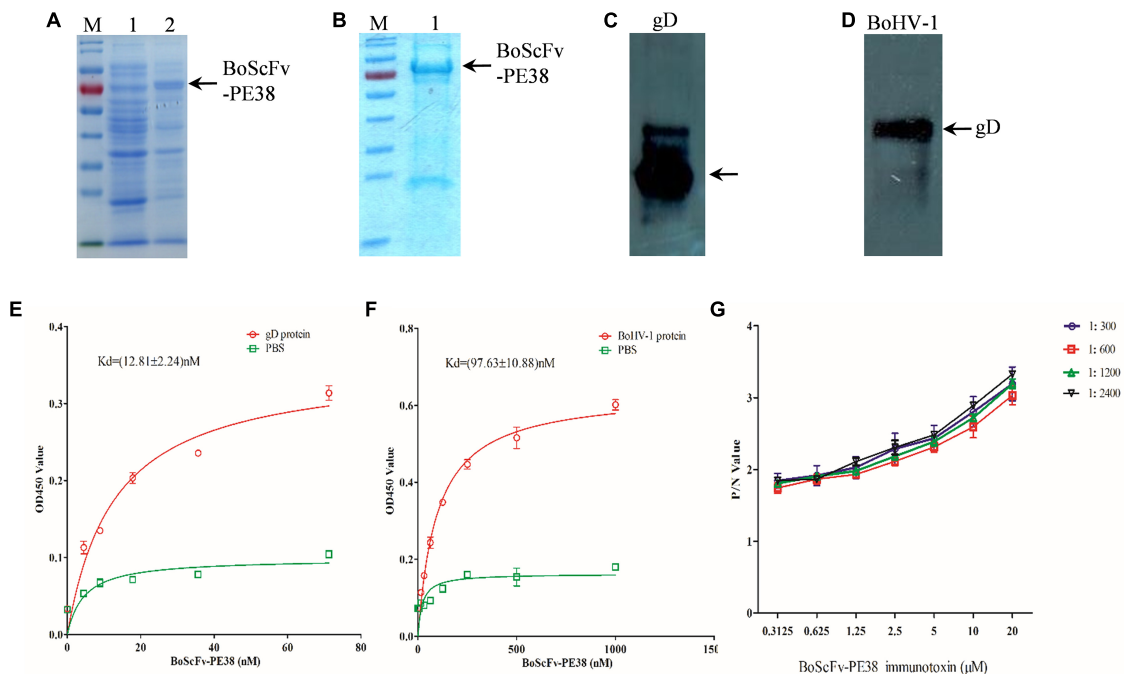 A
M 1 2
BoScFv
-PE38
B
M 1
BoScFv
-PE38
C
gD
D
BoHV-1
gD
E
0.4
0.3
0.2
0.1
0.0
0 20 40 60 80
OD450 Value
BoScFv-PE38 (nM)
Kd=(12.81±2.24)nM
gD protein
PBS
F
0.8
0.6
0.4
0.2
0.0
0 500 1000 150
OD450 Value
BoScFv-PE38 (nM)
Kd=(97.63±10.88)nM
BoHV-1 protein
PBS
G
4
3
2
1
0
0.3125 0.625 1.25 2.5 5 10 20
P/N Value
BoScFv-PE38 immunotoxin (μM)
1: 300
1: 600
1: 1200
1: 2400